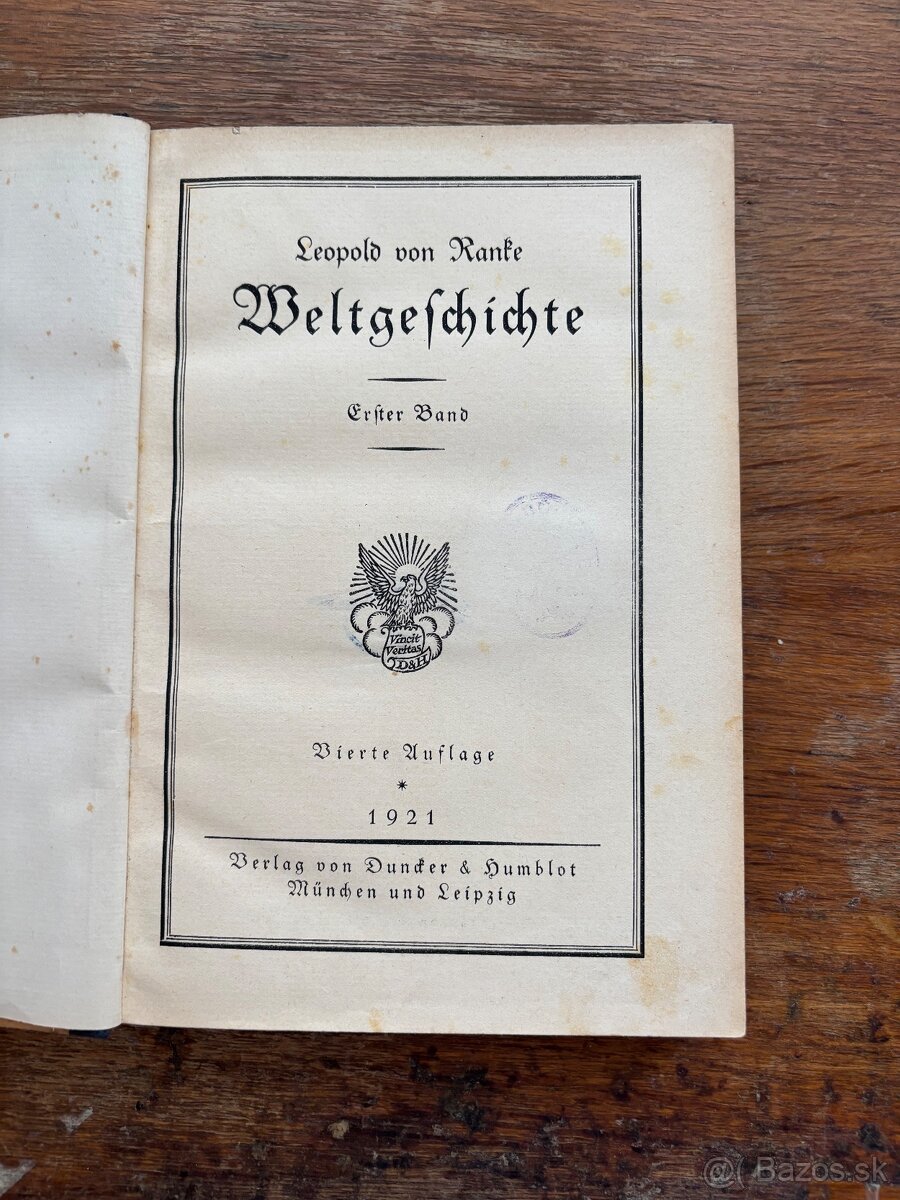 Leopold von Ranke
Weltgeſchichte
Erſter Band
Vincit
Veritas
D&H
Vierte Auflage
*
1921
Verlag von Duncker & Humblot
München und Leipzig
@( Bazos.sk